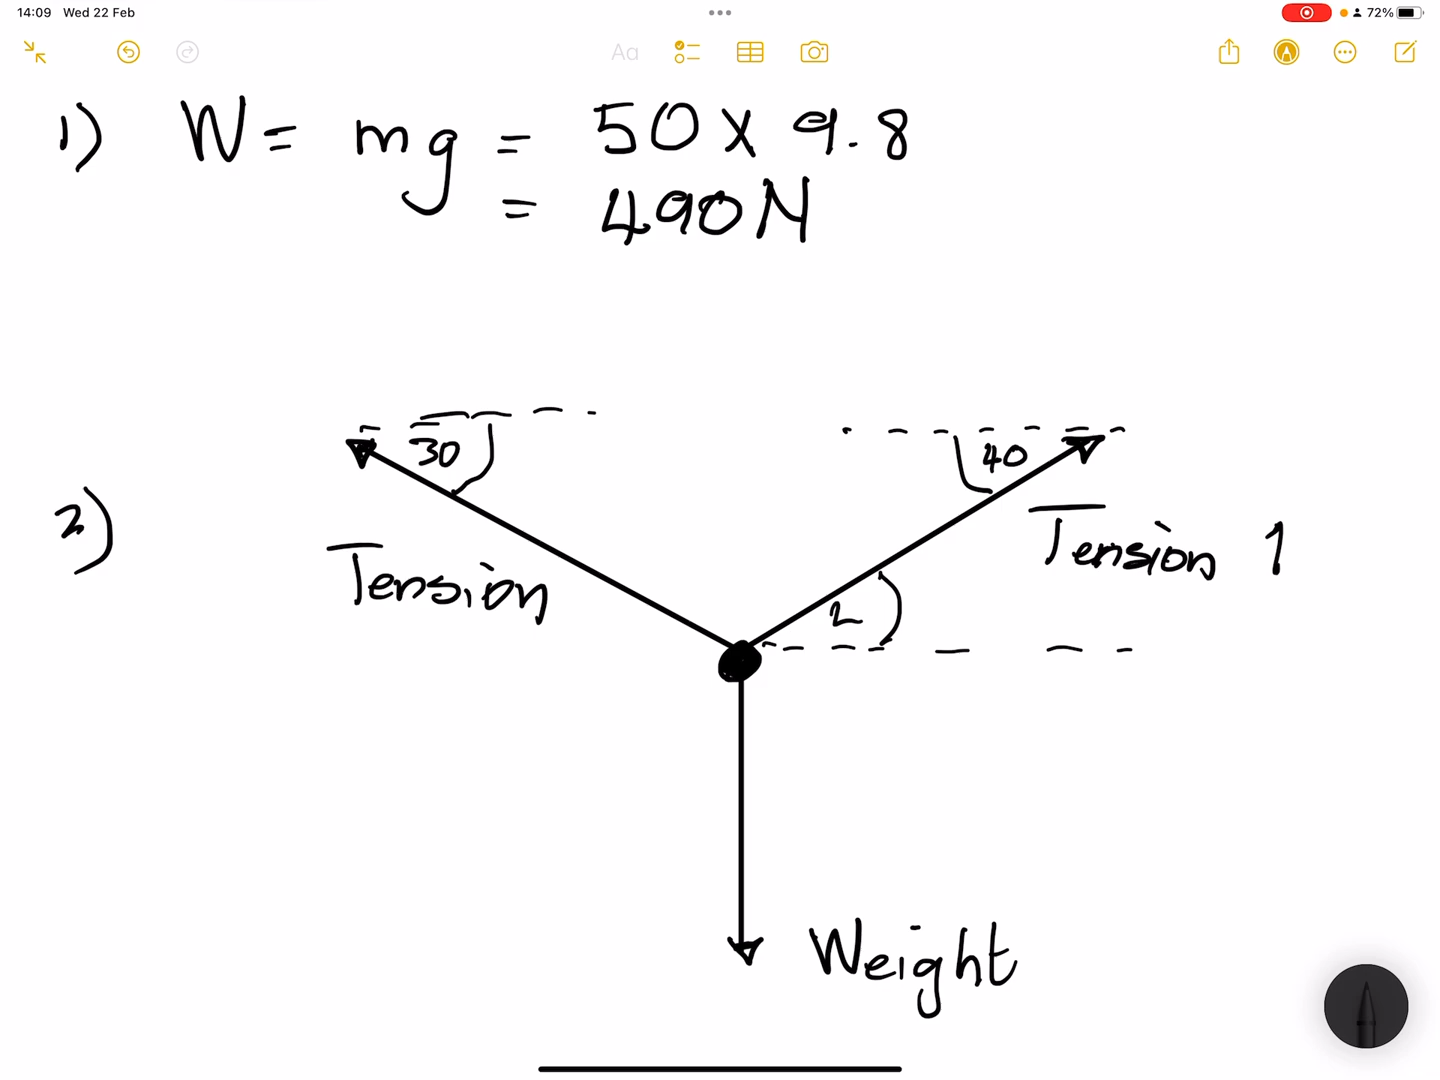 14:09 Wed 22 Feb
72%
Aa
1) W = mg = 50 x 9.8
= 490N
30
40
2)
Tension
Tension 1
2
Weight